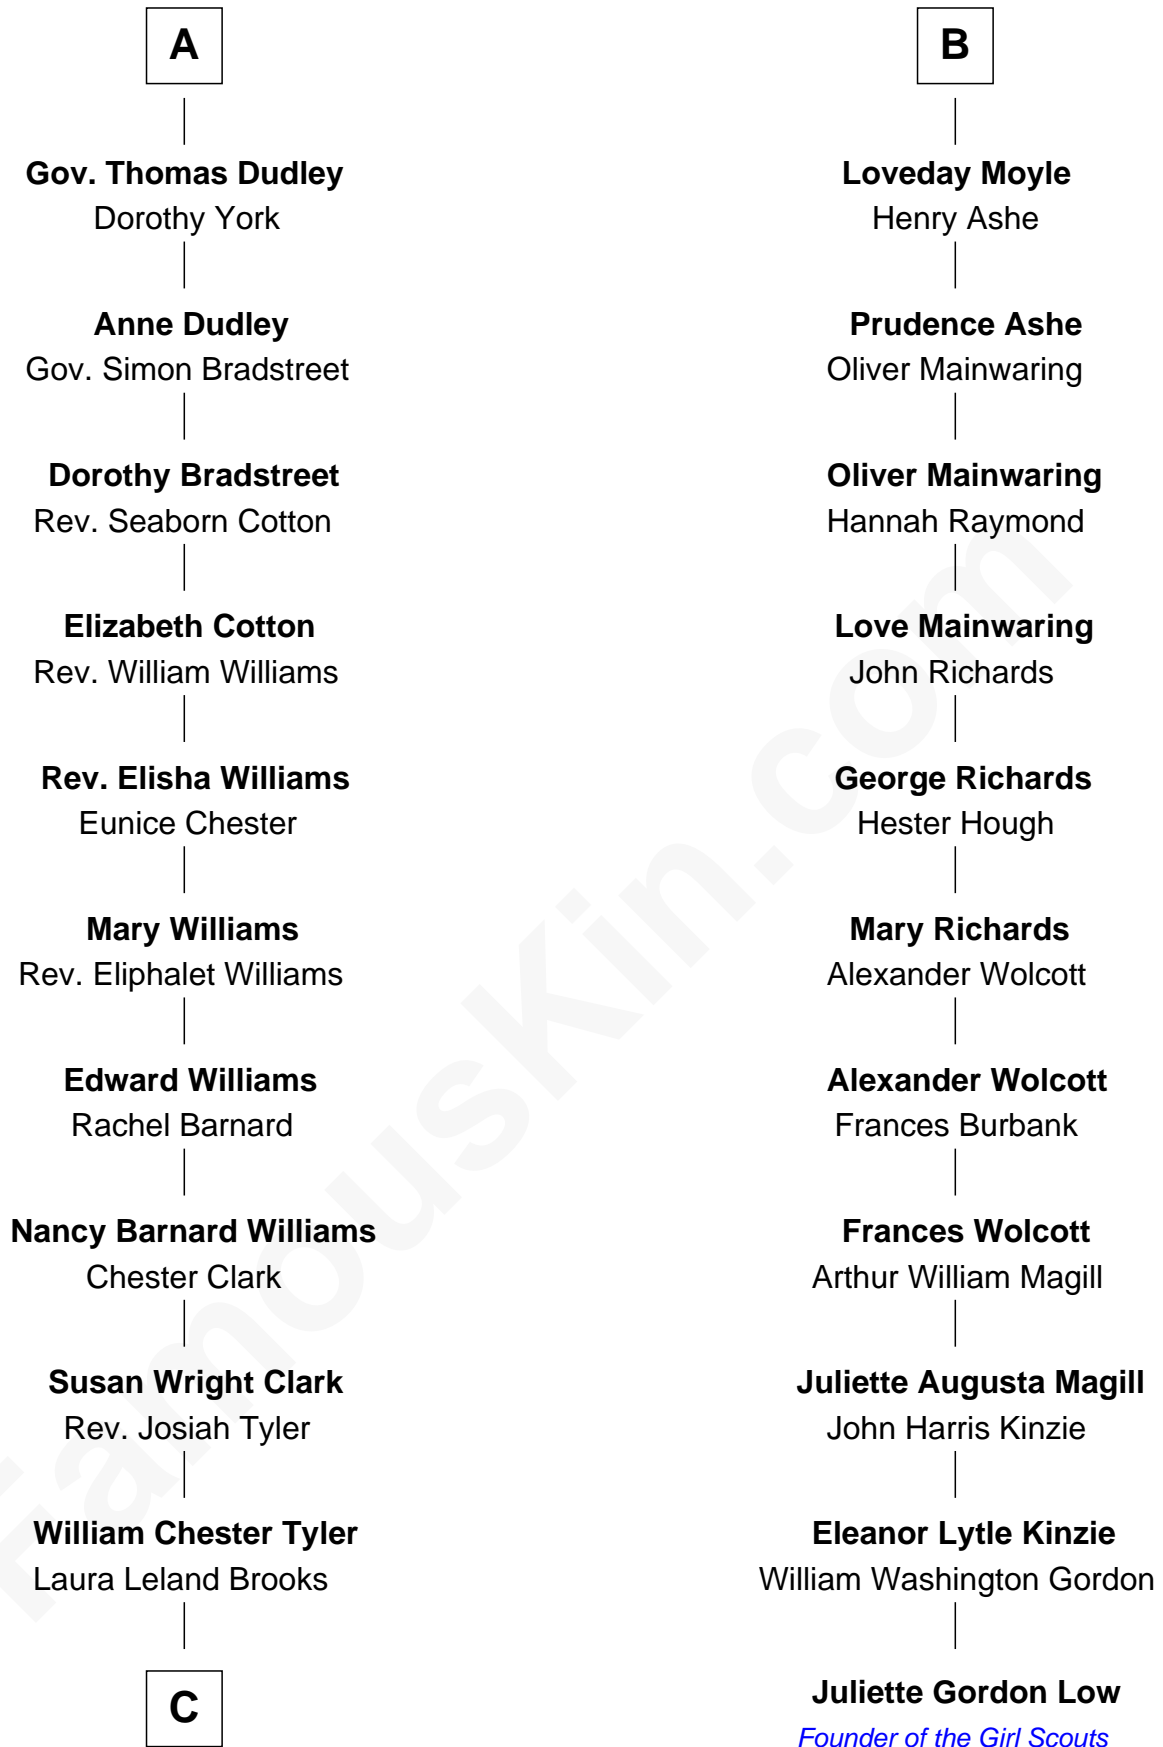 A
Gov. Thomas Dudley
Dorothy York
Anne Dudley
Gov. Simon Bradstreet
Dorothy Bradstreet
Rev. Seaborn Cotton
Elizabeth Cotton
Rev. William Williams
Rev. Elisha Williams
Eunice Chester
Mary Williams
Rev. Eliphalet Williams
Edward Williams
Rachel Barnard
Nancy Barnard Williams
Chester Clark
Susan Wright Clark
Rev. Josiah Tyler
William Chester Tyler
Laura Leland Brooks
C
B
Loveday Moyle
Henry Ashe
Prudence Ashe
Oliver Mainwaring
Oliver Mainwaring
Hannah Raymond
Love Mainwaring
John Richards
George Richards
Hester Hough
Mary Richards
Alexander Wolcott
Alexander Wolcott
Frances Burbank
Frances Wolcott
Arthur William Magill
Juliette Augusta Magill
John Harris Kinzie
Eleanor Lytle Kinzie
William Washington Gordon
Juliette Gordon Low
Founder of the Girl Scouts
FamousKin.com